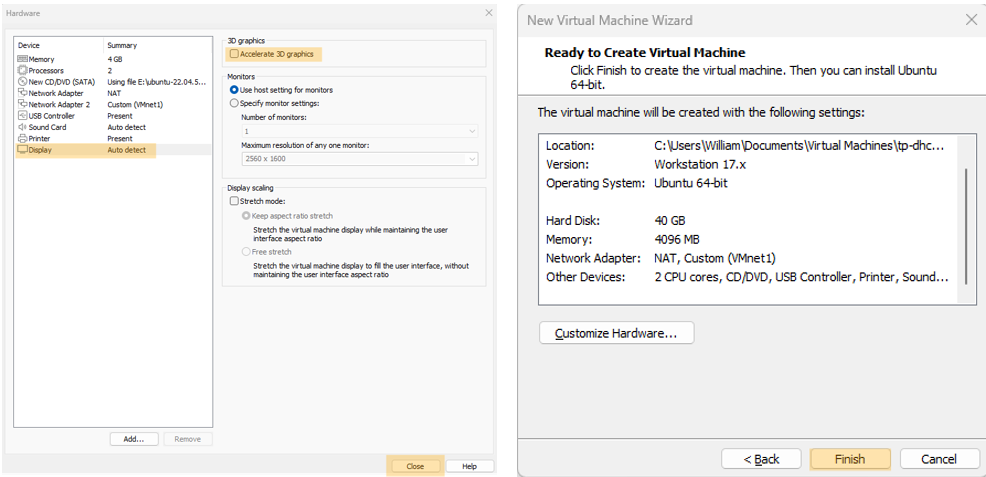 Hardware
Device Summary
Memory 4 GB
Processors 2
New CD/DVD (SATA) Using file E:\ubuntu-22.04.5...
Network Adapter NAT
Network Adapter 2 Custom (VMnet1)
USB Controller Present
Sound Card Auto detect
Printer Present
Display Auto detect
Add...
Remove
3D graphics
Accelerate 3D graphics
Monitors
Use host setting for monitors
Specify monitor settings:
Number of monitors:
1
Maximum resolution of any one monitor:
2560 x 1600
Display scaling
Stretch mode:
Keep aspect ratio stretch
Stretch the virtual machine display while maintaining the user
interface aspect ratio
Free stretch
Stretch the virtual machine display to fill the user interface, without
maintaining the user interface aspect ratio
Close
Help
New Virtual Machine Wizard
Ready to Create Virtual Machine
Click Finish to create the virtual machine. Then you can install Ubuntu
64-bit.
The virtual machine will be created with the following settings:
Location: C:\Users\William\Documents\Virtual Machines\tp-dhc...
Version: Workstation 17.x
Operating System: Ubuntu 64-bit
Hard Disk: 40 GB
Memory: 4096 MB
Network Adapter: NAT, Custom (VMnet1)
Other Devices: 2 CPU cores, CD/DVD, USB Controller, Printer, Sound...
Customize Hardware...
< Back
Finish
Cancel